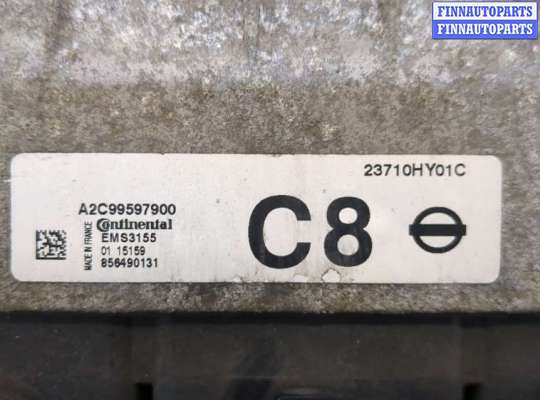 FINNAUTOPARTS
FINNAUTOPARTS
23710HY01C
A2C99597900
Continental
EMS3155
01 15159
856490131
MADE IN FRANCE
C8